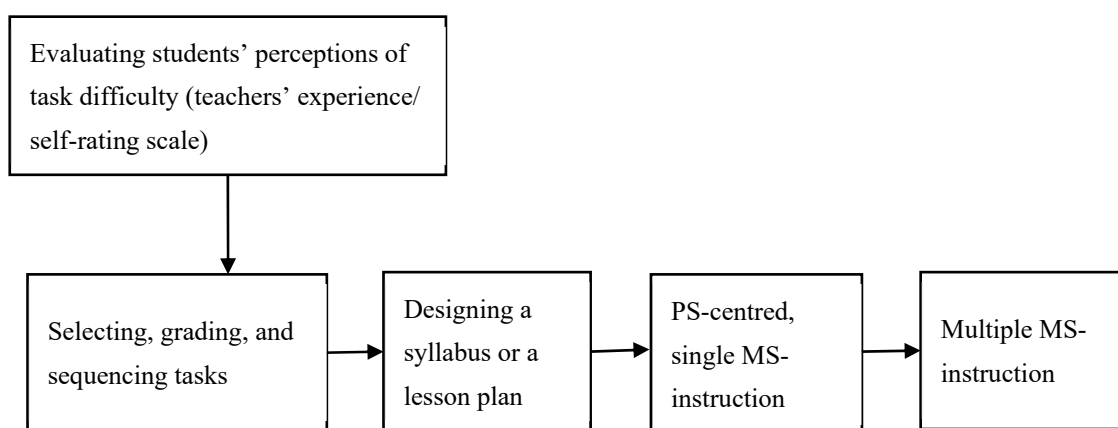 Evaluating students’ perceptions of
task difficulty (teachers’ experience/
self-rating scale)
Selecting, grading, and
sequencing tasks
Designing a
syllabus or a
lesson plan
PS-centred,
single MS-
instruction
Multiple MS-
instruction